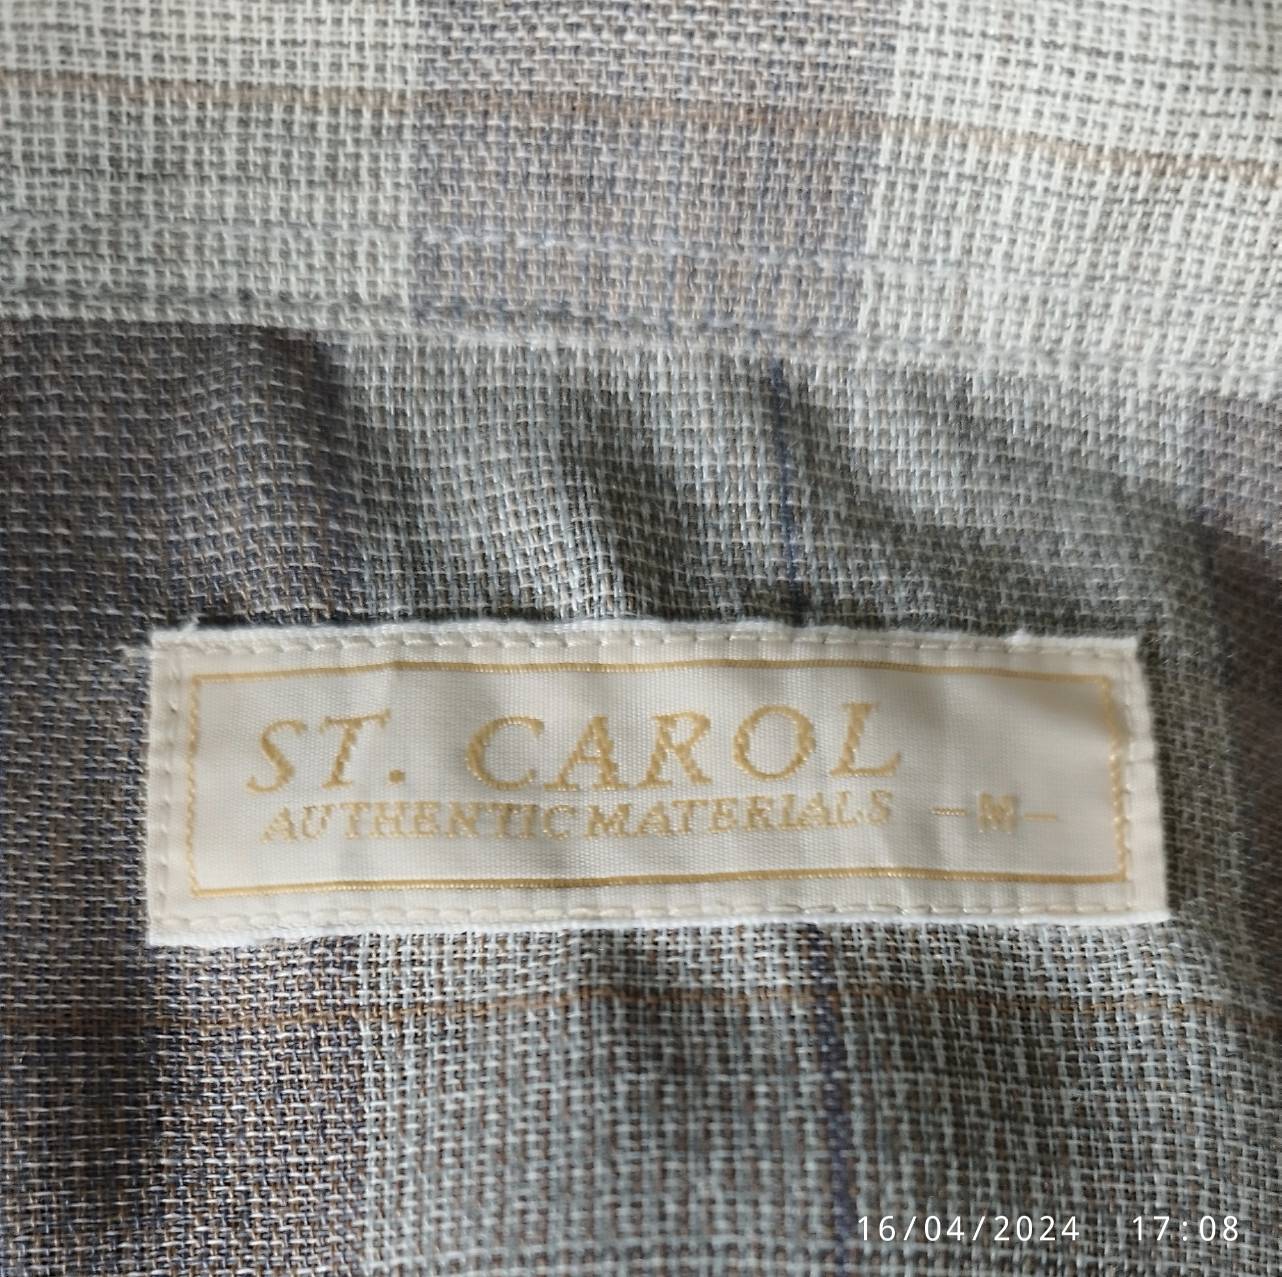 ST. CAROL
AUTHENTIC MATERIALS -M-
16/04/2024 17:08